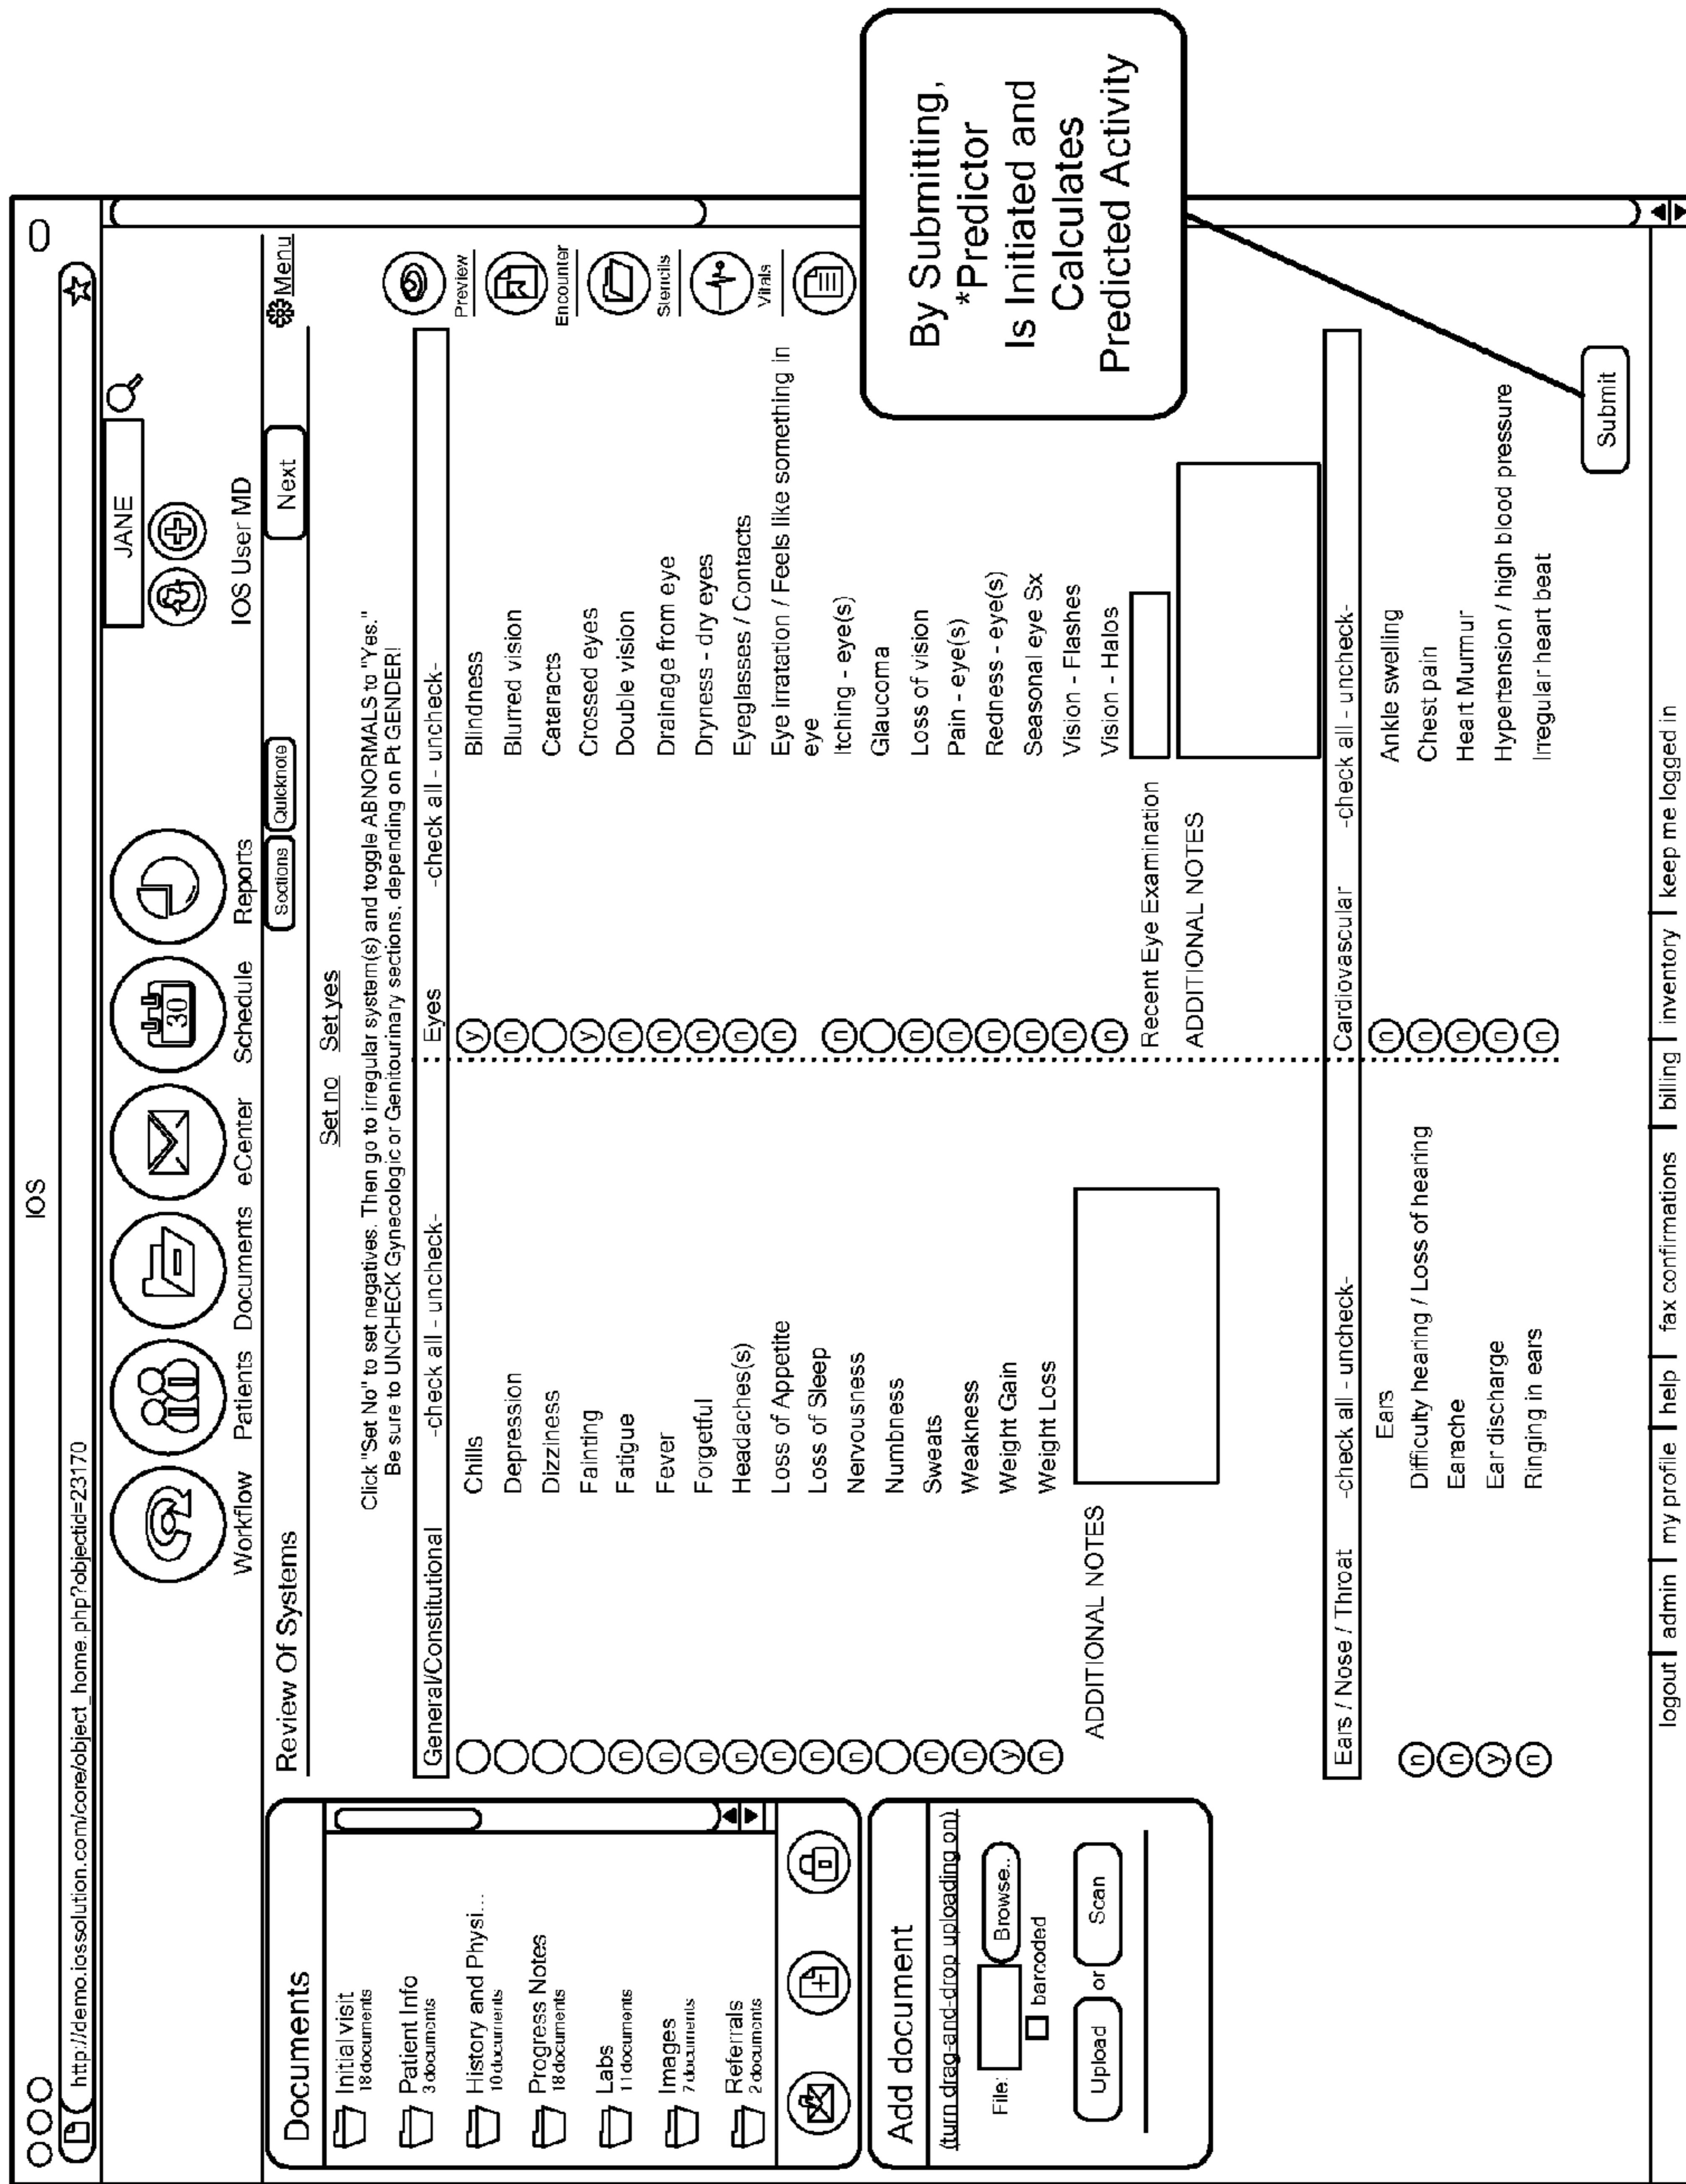 IOS
http://demo.iossolution.com/core/object_home.php?objectid=23170
JANE
Workflow Patients Documents eCenter Schedule Reports
30
IOS User MD
Documents
Initial visit
18 documents
Patient Info
3 documents
History and Physi...
10 documents
Progress Notes
18 documents
Labs
11 documents
Images
7 documents
Referrals
2 documents
Add document
(turn drag-and-drop uploading on)
File: Browse..
barcoded
Upload or Scan
Review Of Systems
Sections Quicknote Next Menu
Set no Set yes
Click "Set No" to set negatives. Then go to irregular system(s) and toggle ABNORMALS to "Yes."
Be sure to UNCHECK Gynecologic or Genitourinary sections, depending on Pt GENDER!
General/Constitutional -check all - uncheck-
Chills
Depression
Dizziness
Fainting
n Fatigue
n Fever
n Forgetful
n Headaches(s)
n Loss of Appetite
n Loss of Sleep
n Nervousness
Numbness
n Sweats
n Weakness
y Weight Gain
n Weight Loss
ADDITIONAL NOTES
Eyes -check all - uncheck-
y Blindness
n Blurred vision
Cataracts
y Crossed eyes
n Double vision
n Drainage from eye
n Dryness - dry eyes
n Eyeglasses / Contacts
n Eye irratation / Feels like something in
eye
n Itching - eye(s)
Glaucoma
n Loss of vision
n Pain - eye(s)
n Redness - eye(s)
n Seasonal eye Sx
n Vision - Flashes
n Vision - Halos
Recent Eye Examination
ADDITIONAL NOTES
Preview
Encounter
Stencils
Vitals
Ears / Nose / Throat -check all - uncheck-
Ears
n Difficulty hearing / Loss of hearing
n Earache
y Ear discharge
n Ringing in ears
Cardiovascular -check all - uncheck-
n Ankle swelling
n Chest pain
n Heart Murmur
n Hypertension / high blood pressure
n Irregular heart beat
Submit
By Submitting,
*Predictor
Is Initiated and
Calculates
Predicted Activity
logout | admin | my profile | help | fax confirmations | billing | inventory | keep me logged in